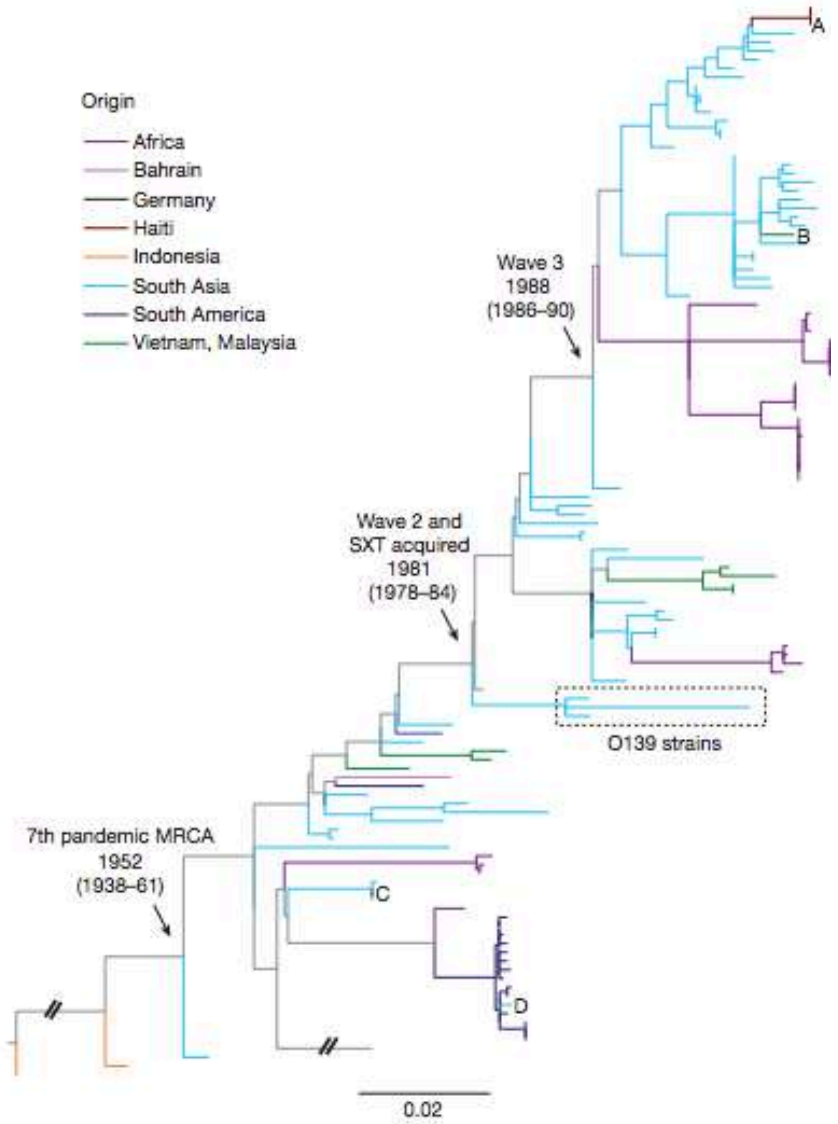 A
Origin
Africa
Bahrain
Germany
Haiti
Indonesia
South Asia
South America
Vietnam, Malaysia
B
Wave 3
1988
(1986–90)
Wave 2 and
SXT acquired
1981
(1978–84)
O139 strains
7th pandemic MRCA
1952
(1938–61)
C
D
0.02